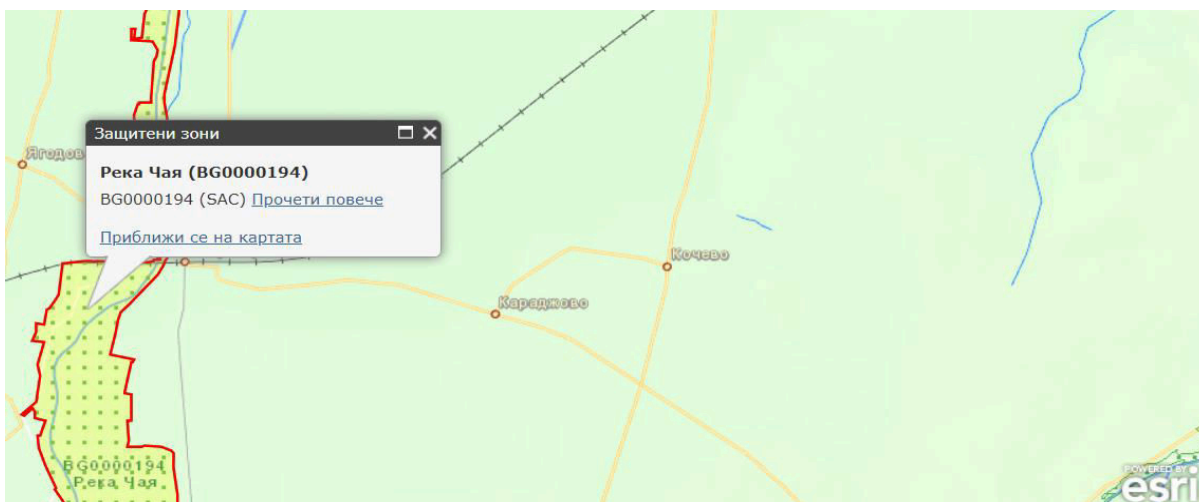 Защитени зони
Ягодов
Река Чая (BG0000194)
BG0000194 (SAC) Прочети повече
Приближи се на картата
Кочево
Караджово
BG0000194
Река Чая
POWERED BY
esri